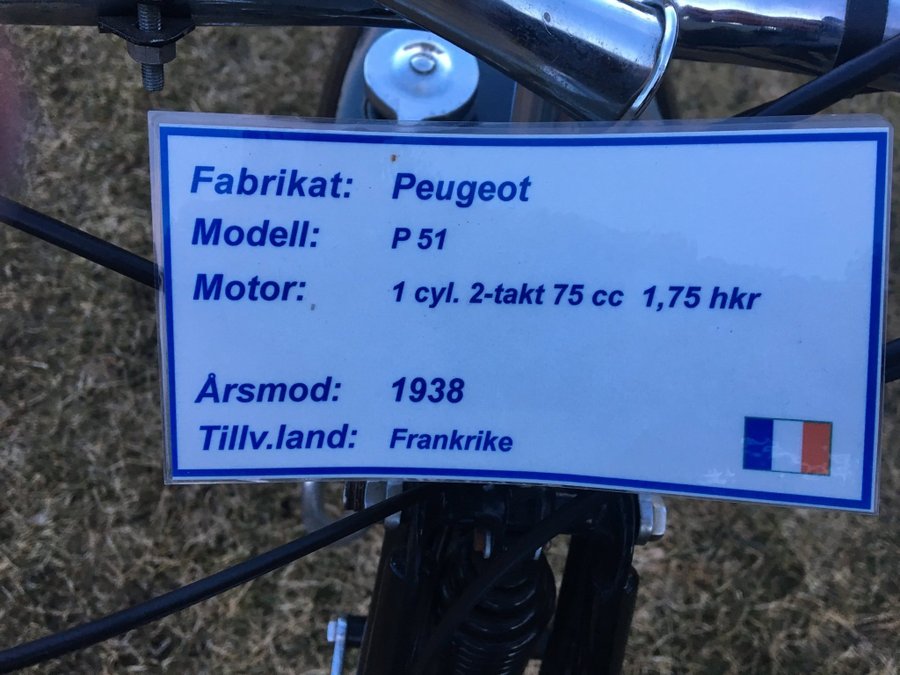 Fabrikat: Peugeot
Modell: P 51
Motor: 1 cyl. 2-takt 75 cc 1,75 hkr
Årsmod: 1938
Tillv.land: Frankrike